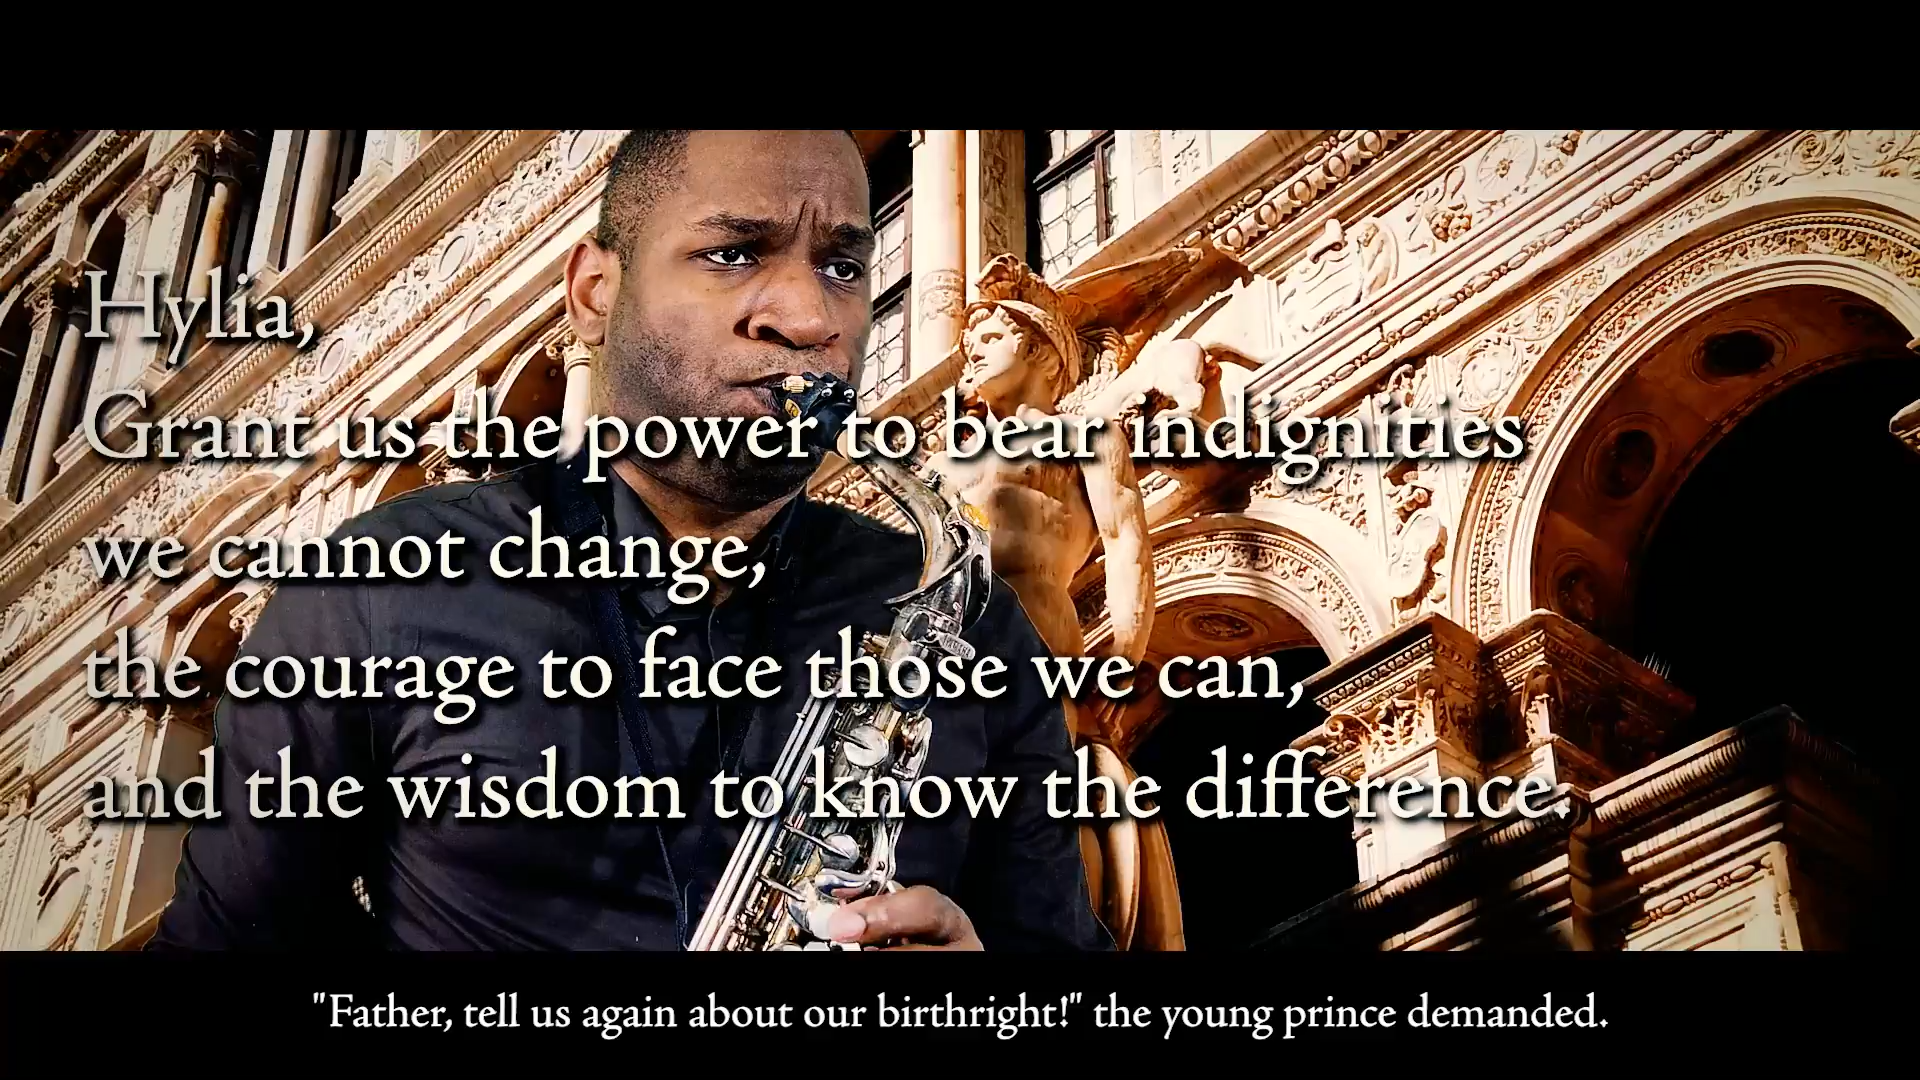 Hylia,
Grant us the power to bear indignities
we cannot change,
the courage to face those we can,
and the wisdom to know the difference.
"Father, tell us again about our birthright!" the young prince demanded.